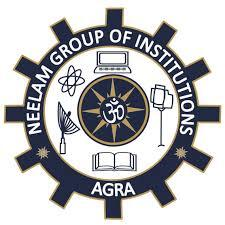 NEELAM GROUP OF INSTITUTIONS
ॐ
AGRA